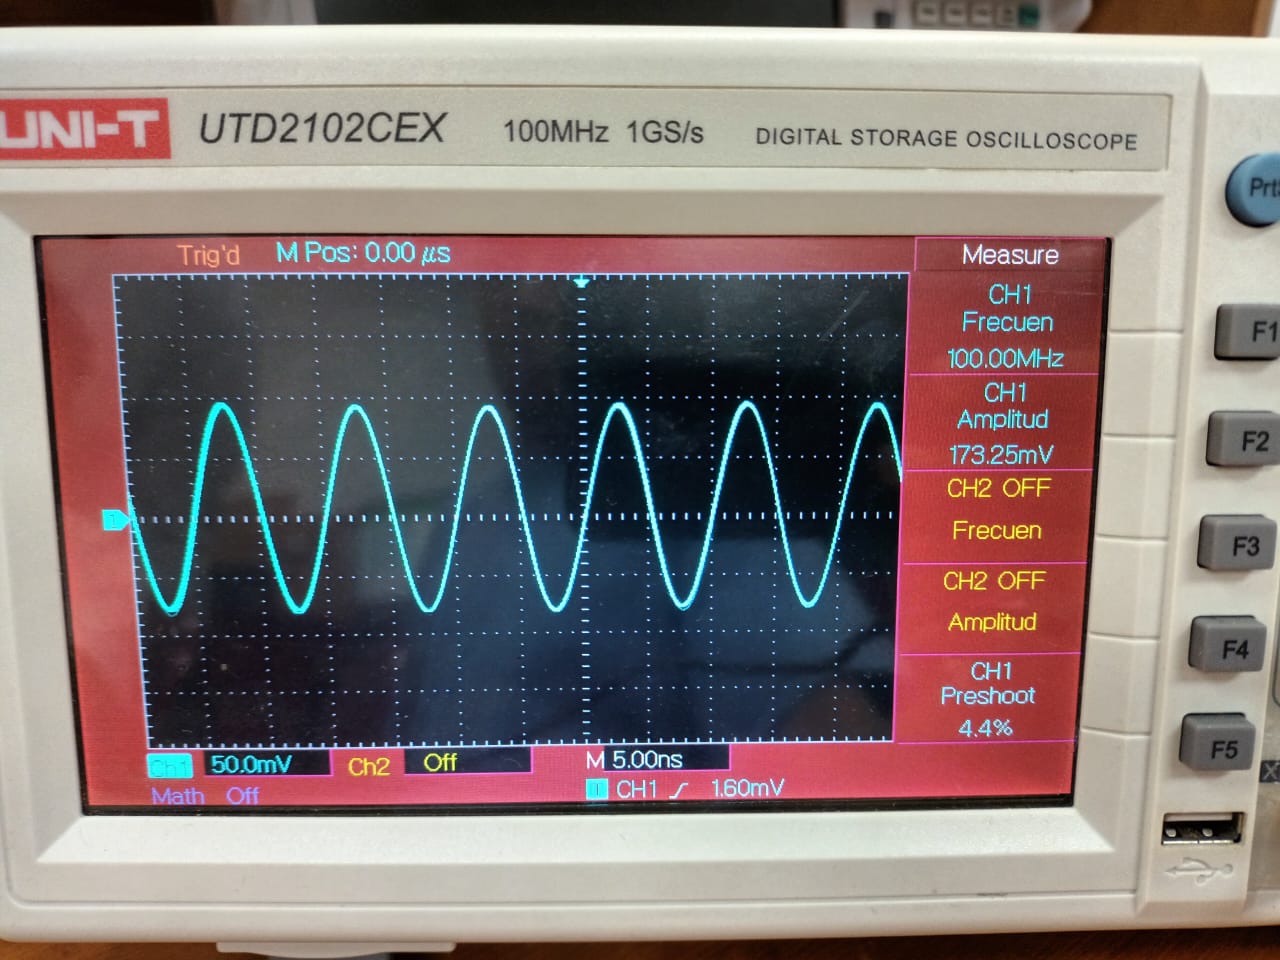 UNI-T UTD2102CEX 100MHz 1GS/s DIGITAL STORAGE OSCILLOSCOPE
Trig'd M Pos: 0.00 μs
Measure
CH1
Frecuen
100.00MHz
CH1
Amplitud
173.25mV
CH2 OFF
Frecuen
CH2 OFF
Amplitud
CH1
Preshoot
4.4%
1
Ch1 50.0mV Ch2 Off M 5.00ns
Math Off 1 CH1 1.60mV
F1
F2
F3
F4
F5